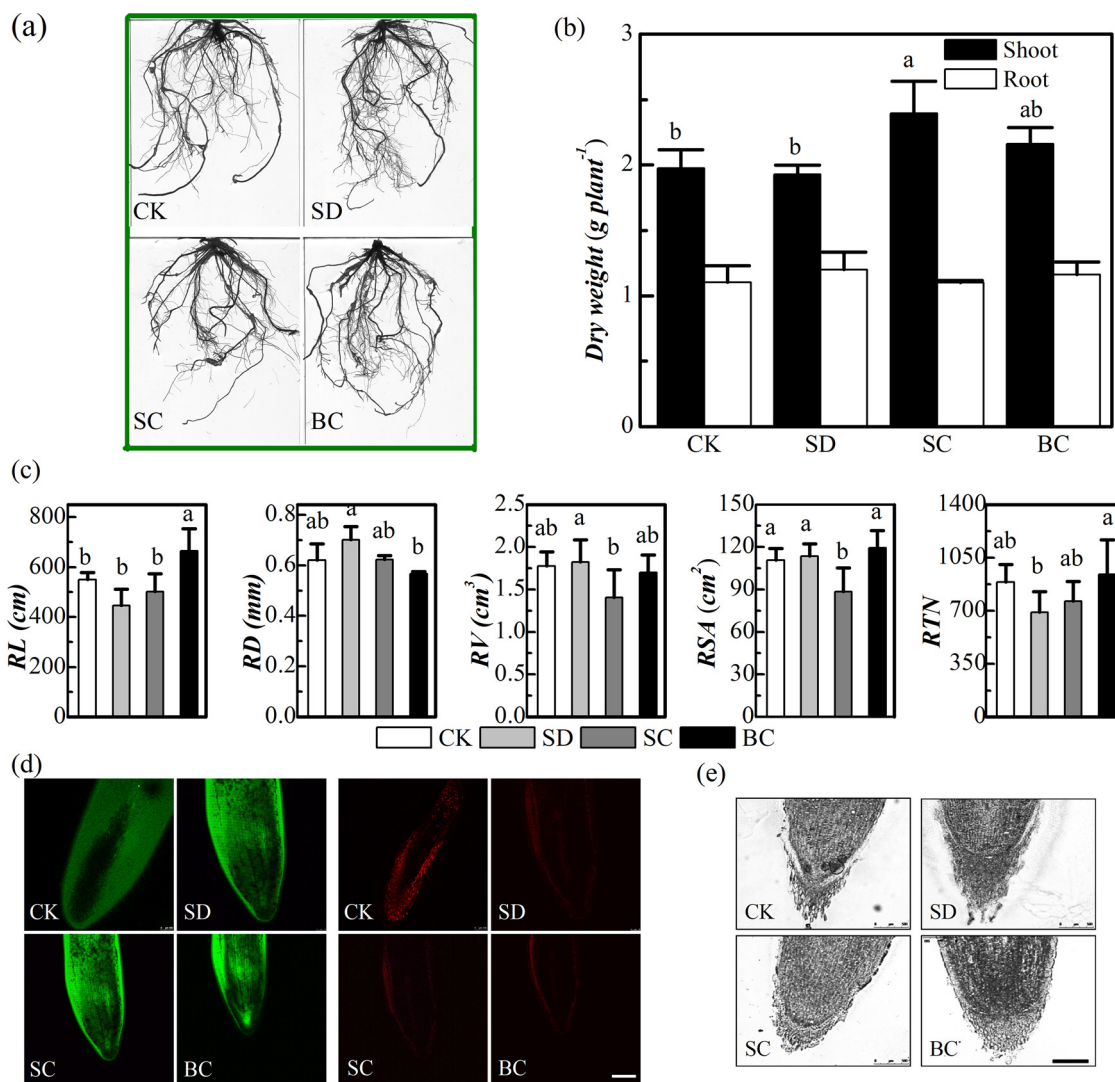 (a)
CK
SD
SC
BC
(b)
Dry weight (g plant⁻¹)
3
2
1
0
Shoot
Root
b
b
a
ab
CK
SD
SC
BC
(c)
RL (cm)
800
600
400
200
0
b
b
b
a
RD (mm)
0.8
0.6
0.4
0.2
0.0
ab
a
ab
b
RV (cm³)
2.5
2.0
1.5
1.0
0.5
0.0
ab
a
b
ab
RSA (cm²)
150
120
90
60
30
0
a
a
b
a
RTN
1400
1050
700
350
0
ab
b
ab
a
CK
SD
SC
BC
(d)
CK
SD
CK
SD
SC
BC
SC
BC
(e)
CK
SD
SC
BC